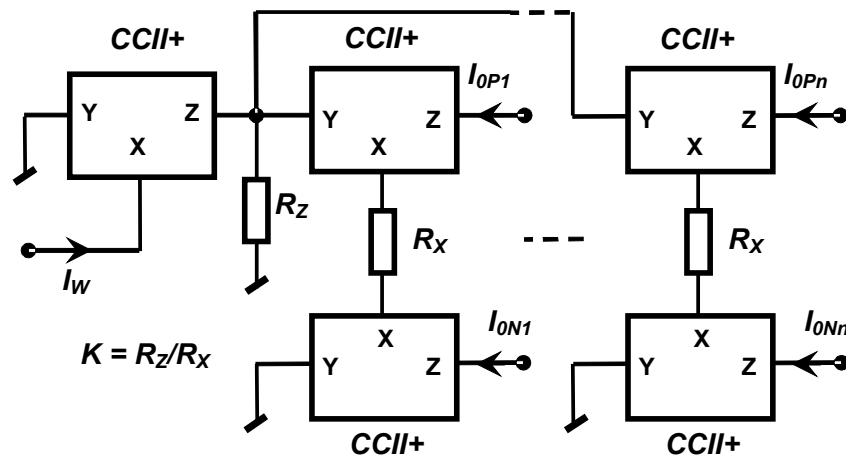 CCII+
CCII+
CCII+
I0P1
I0Pn
Y
Z
X
Y
Z
X
Y
Z
X
RZ
IW
RX
RX
K = RZ/RX
X
Y
Z
I0N1
X
Y
Z
I0Nn
CCII+
CCII+